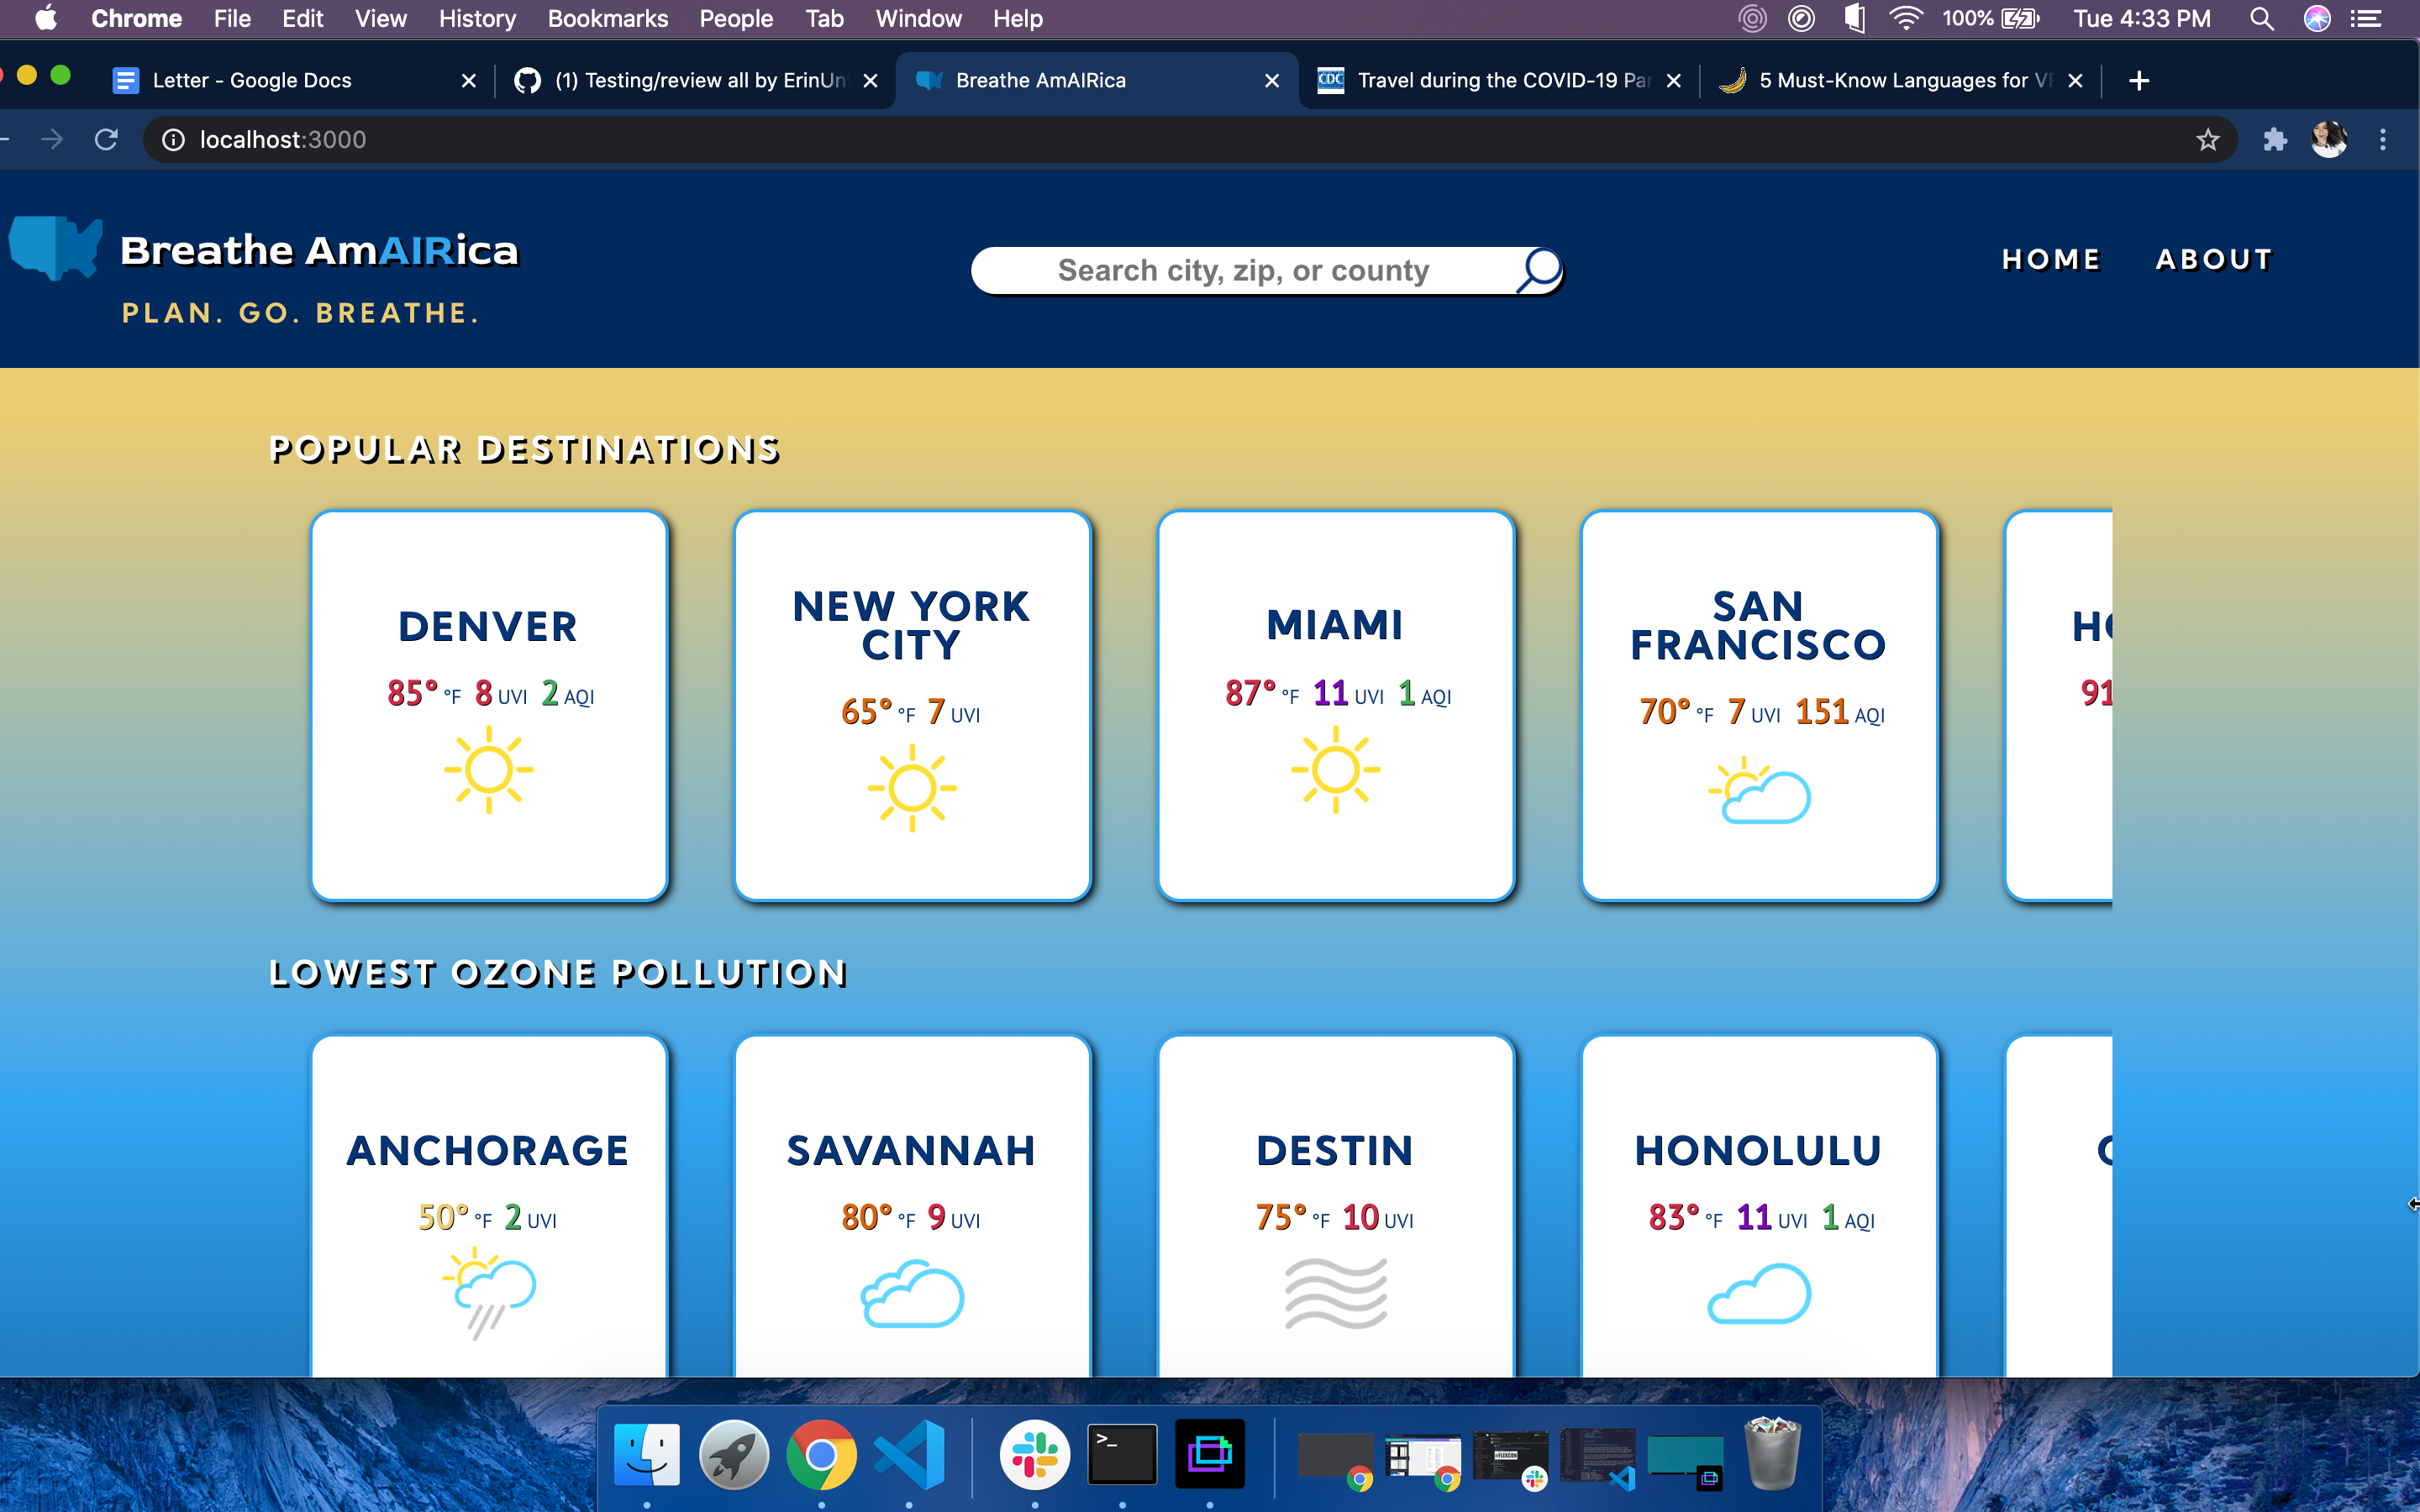 Chrome File Edit View History Bookmarks People Tab Window Help 100% Tue 4:33 PM
Letter - Google Docs (1) Testing/review all by ErinUn Breathe AmAIRica CDC Travel during the COVID-19 Pa 5 Must-Know Languages for VR
localhost:3000
Breathe AmAIRica
PLAN. GO. BREATHE.
Search city, zip, or county
HOME ABOUT
POPULAR DESTINATIONS
DENVER
85° °F 8 UVI 2 AQI
NEW YORK
CITY
65° °F 7 UVI
MIAMI
87° °F 11 UVI 1 AQI
SAN
FRANCISCO
70° °F 7 UVI 151 AQI
91
LOWEST OZONE POLLUTION
ANCHORAGE
50° °F 2 UVI
SAVANNAH
80° °F 9 UVI
DESTIN
75° °F 10 UVI
HONOLULU
83° °F 11 UVI 1 AQI
>_